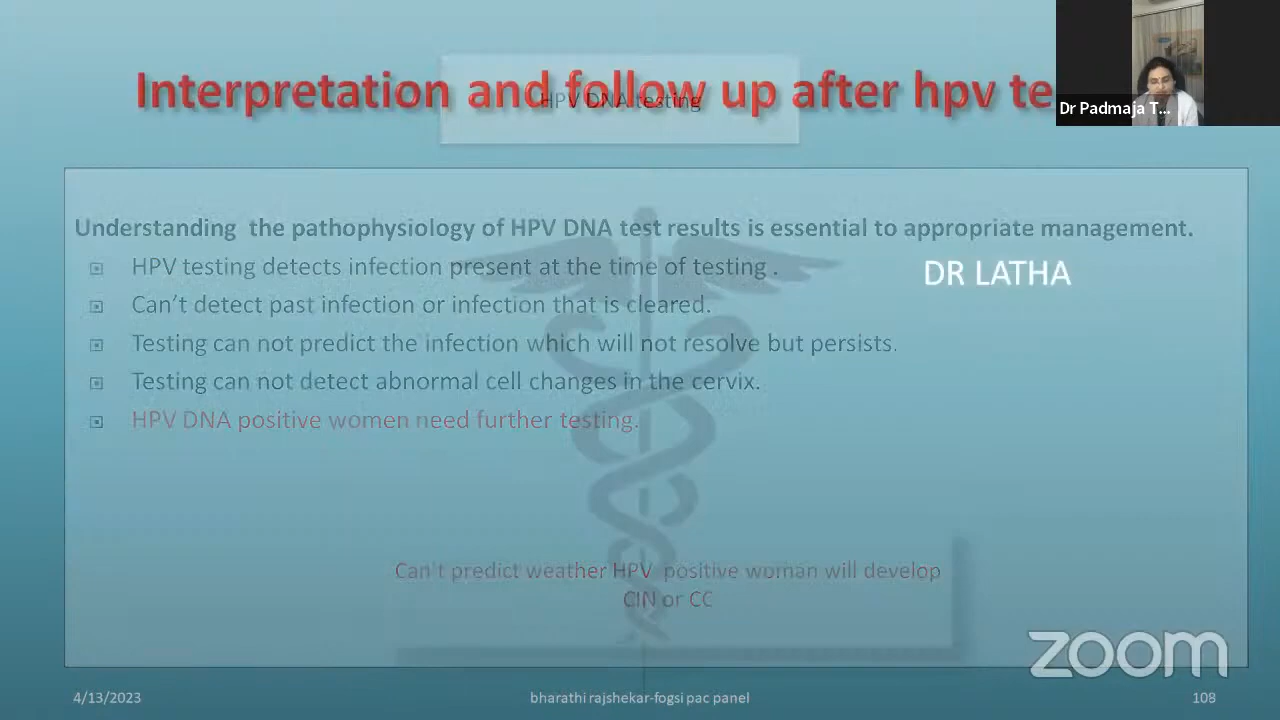 Interpretation and follow up after hpv te
HPV DNA testing
Dr Padmaja T...
Understanding the pathophysiology of HPV DNA test results is essential to appropriate management.
HPV testing detects infection present at the time of testing .
DR LATHA
Can't detect past infection or infection that is cleared.
Testing can not predict the infection which will not resolve but persists.
Testing can not detect abnormal cell changes in the cervix.
HPV DNA positive women need further testing.
Can't predict weather HPV positive woman will develop
CIN or CC
zoom
4/13/2023
bharathi rajshekar-fogsi pac panel
108